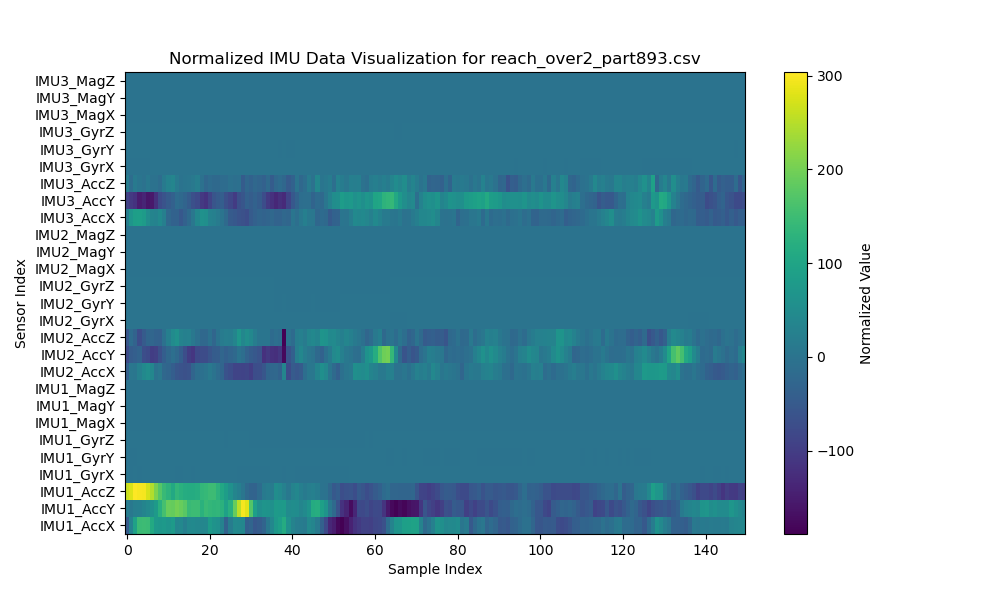 Normalized IMU Data Visualization for reach_over2_part893.csv
IMU3_MagZ
IMU3_MagY
IMU3_MagX
IMU3_GyrZ
IMU3_GyrY
IMU3_GyrX
IMU3_AccZ
IMU3_AccY
IMU3_AccX
IMU2_MagZ
IMU2_MagY
IMU2_MagX
IMU2_GyrZ
IMU2_GyrY
IMU2_GyrX
IMU2_AccZ
IMU2_AccY
IMU2_AccX
IMU1_MagZ
IMU1_MagY
IMU1_MagX
IMU1_GyrZ
IMU1_GyrY
IMU1_GyrX
IMU1_AccZ
IMU1_AccY
IMU1_AccX
Sensor Index
0 20 40 60 80 100 120 140
Sample Index
300
200
100
0
−100
Normalized Value